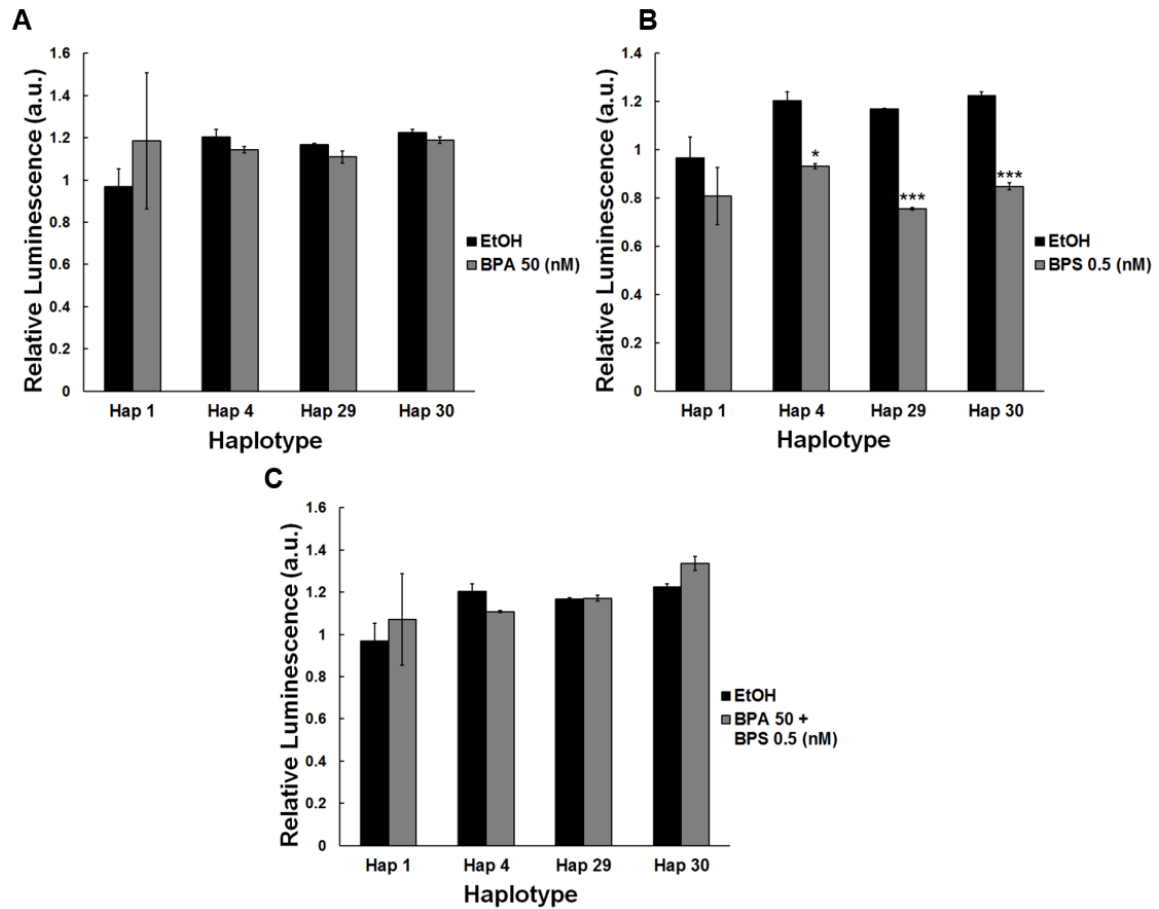 A
Relative Luminescence (a.u.)
1.6
1.4
1.2
1
0.8
0.6
0.4
0.2
0
Hap 1 Hap 4 Hap 29 Hap 30
Haplotype
EtOH
BPA 50 (nM)
B
Relative Luminescence (a.u.)
1.4
1.2
1
0.8
0.6
0.4
0.2
0
*
***
***
Hap 1 Hap 4 Hap 29 Hap 30
Haplotype
EtOH
BPS 0.5 (nM)
C
Relative Luminescence (a.u.)
1.6
1.4
1.2
1
0.8
0.6
0.4
0.2
0
Hap 1 Hap 4 Hap 29 Hap 30
Haplotype
EtOH
BPA 50 +
BPS 0.5 (nM)